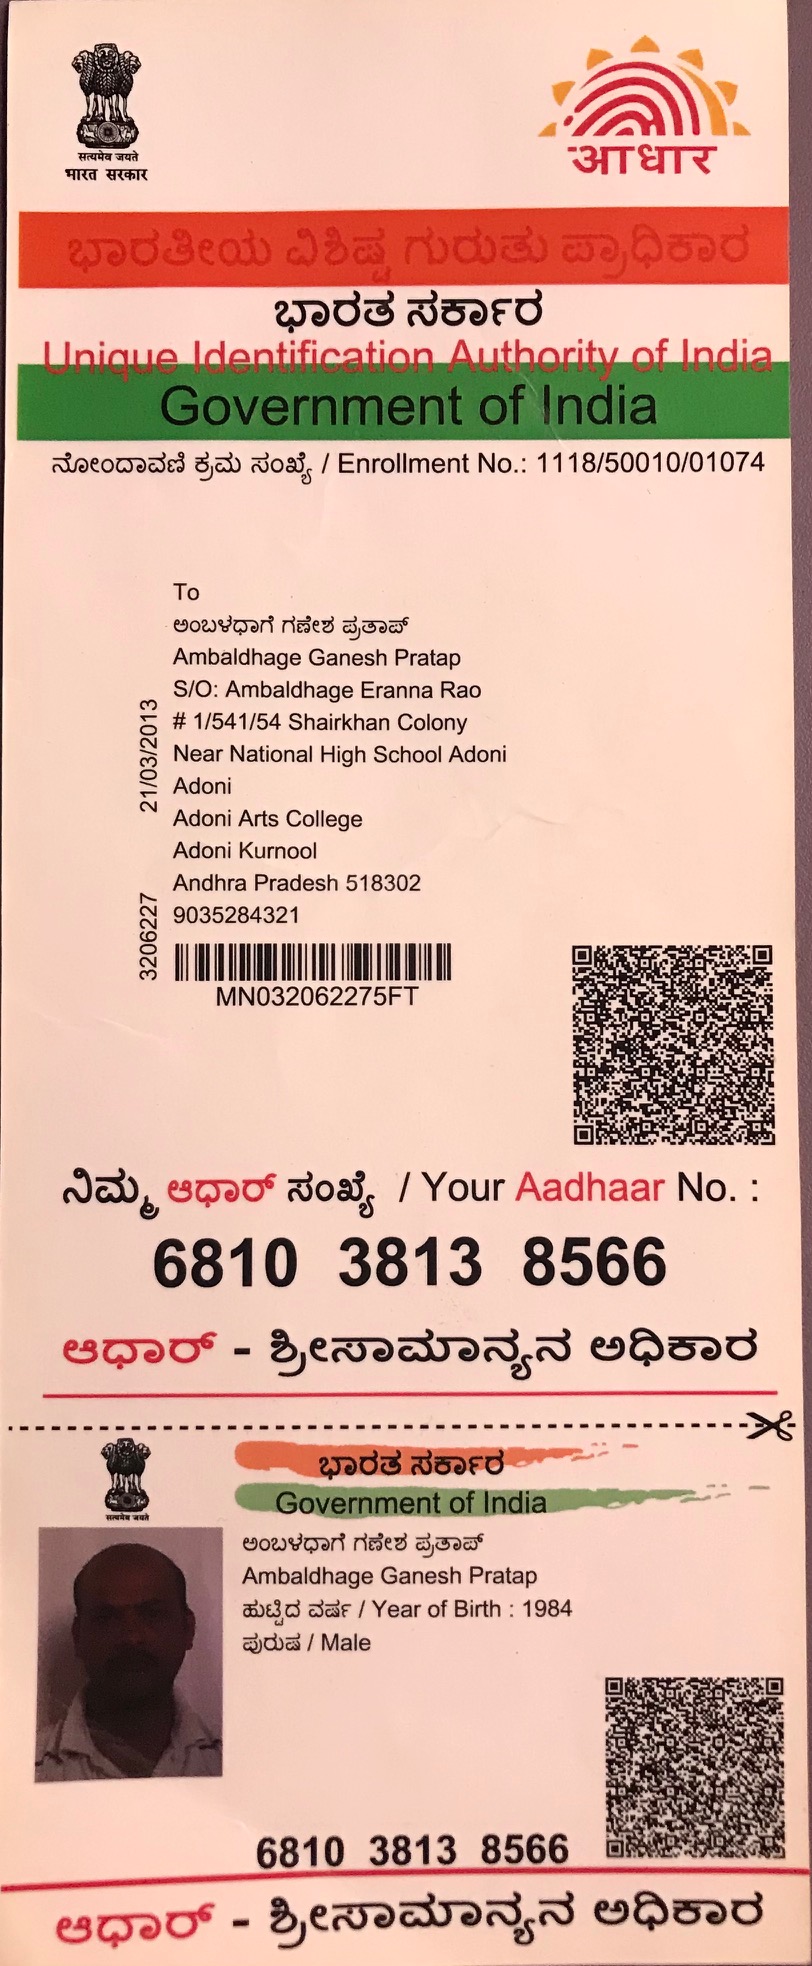 सत्यमेव जयते
भारत सरकार
आधार
ಭಾರತೀಯ ವಿಶಿಷ್ಟ ಗುರುತು ಪ್ರಾಧಿಕಾರ
ಭಾರತ ಸರ್ಕಾರ
Unique Identification Authority of India
Government of India
ನೋಂದಾವಣಿ ಕ್ರಮ ಸಂಖ್ಯೆ / Enrollment No.: 1118/50010/01074
To
ಅಂಬಳಧಾಗೆ ಗಣೇಶ ಪ್ರತಾಪ್
Ambaldhage Ganesh Pratap
S/O: Ambaldhage Eranna Rao
# 1/541/54 Shairkhan Colony
Near National High School Adoni
Adoni
Adoni Arts College
Adoni Kurnool
Andhra Pradesh 518302
9035284321
21/03/2013
3206227
MN032062275FT
ನಿಮ್ಮ ಆಧಾರ್ ಸಂಖ್ಯೆ / Your Aadhaar No. :
6810 3813 8566
ಆಧಾರ್ - ಶ್ರೀಸಾಮಾನ್ಯನ ಅಧಿಕಾರ
सत्यमेव जयते
ಭಾರತ ಸರ್ಕಾರ
Government of India
ಅಂಬಳಧಾಗೆ ಗಣೇಶ ಪ್ರತಾಪ್
Ambaldhage Ganesh Pratap
ಹುಟ್ಟಿದ ವರ್ಷ / Year of Birth : 1984
ಪುರುಷ / Male
6810 3813 8566
ಆಧಾರ್ - ಶ್ರೀಸಾಮಾನ್ಯನ ಅಧಿಕಾರ